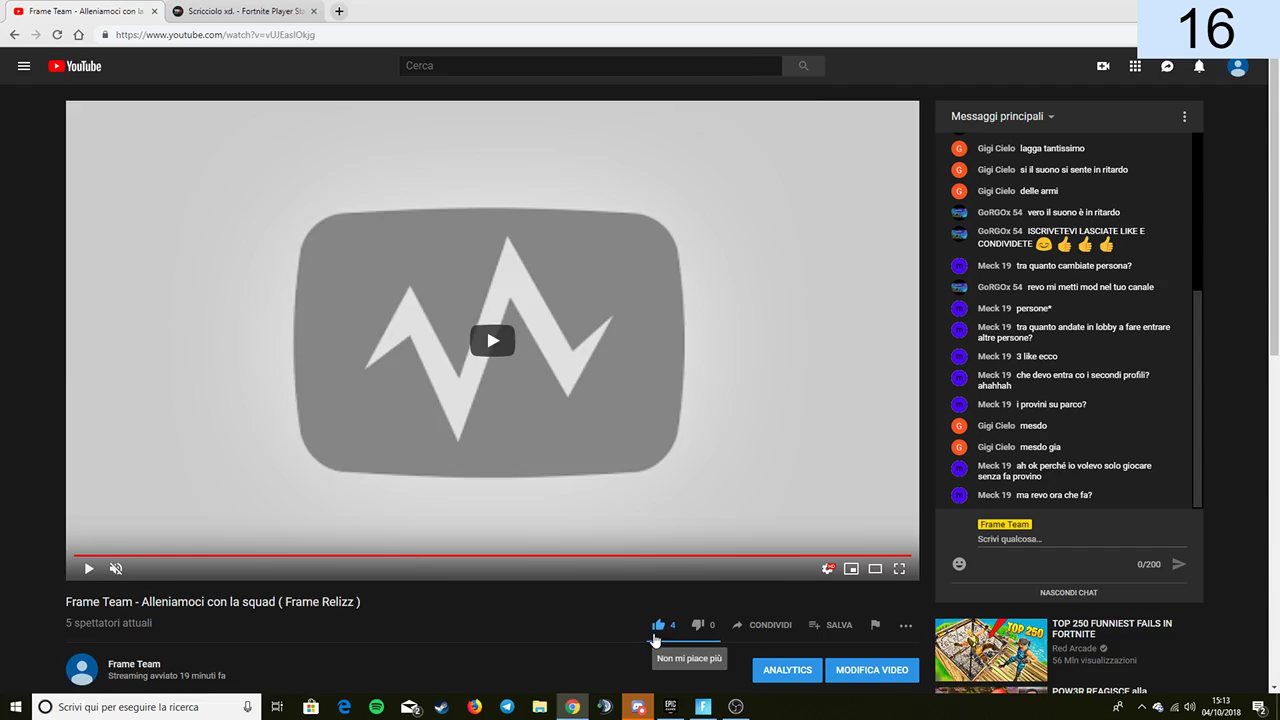 Frame Team - Alleniamoci con la
Scricciolo xd. - Fortnite Player Sta
16
https://www.youtube.com/watch?v=vUJEasIOkjg
YouTube
Cerca
Messaggi principali
Gigi Cielo lagga tantissimo
Gigi Cielo si il suono si sente in ritardo
Gigi Cielo delle armi
GoRGOx 54 vero il suono è in ritardo
GoRGOx 54 ISCRIVETEVI LASCIATE LIKE E
CONDIVIDETE 😊 👍 👍 👍
Meck 19 tra quanto cambiate persona?
GoRGOx 54 revo mi metti mod nel tuo canale
Meck 19 persone*
Meck 19 tra quanto andate in lobby a fare entrare
altre persone?
Meck 19 3 like ecco
Meck 19 che devo entra co i secondi profili?
ahahhah
Meck 19 i provini su parco?
Gigi Cielo mesdo
Gigi Cielo mesdo gia
Meck 19 ah ok perché io volevo solo giocare
senza fa provino
Meck 19 ma revo ora che fa?
Frame Team
Scrivi qualcosa...
0/200
NASCONDI CHAT
Frame Team - Alleniamoci con la squad ( Frame Relizz )
5 spettatori attuali
4
0
CONDIVIDI
SALVA
Non mi piace più
Frame Team
Streaming avviato 19 minuti fa
ANALYTICS
MODIFICA VIDEO
TOP 250
TOP 250 FUNNIEST FAILS IN
FORTNITE
Red Arcade
56 Mln visualizzazioni
POW3R REAGISCE alla
Scrivi qui per eseguire la ricerca
15:13
04/10/2018